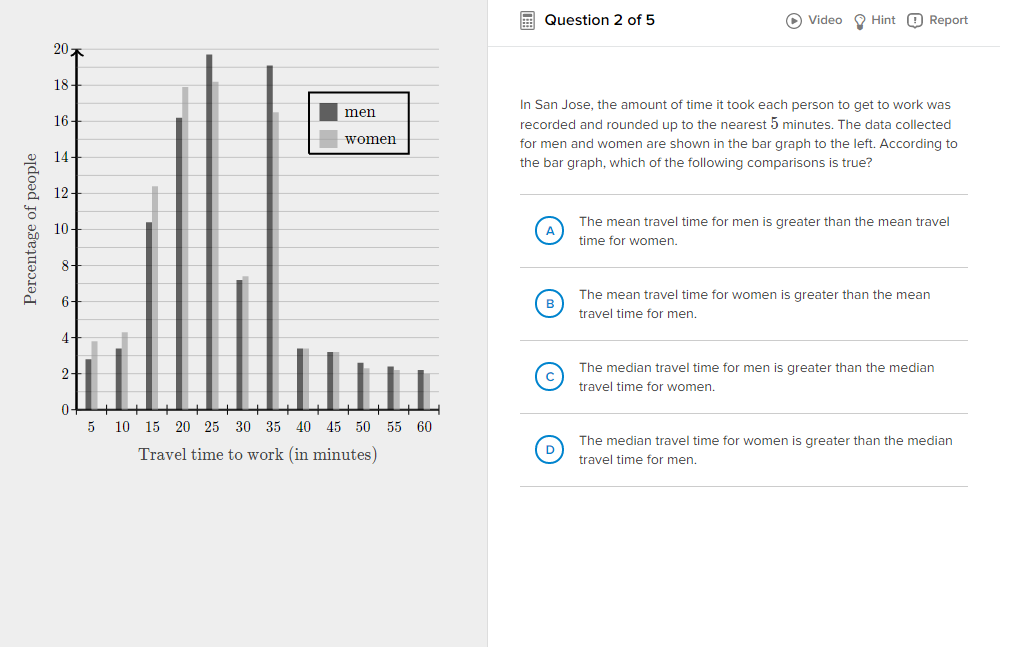 Question 2 of 5
Video
Hint
Report
20
18
16
14
12
10
8
6
4
2
0
Percentage of people
men
women
5 10 15 20 25 30 35 40 45 50 55 60
Travel time to work (in minutes)
In San Jose, the amount of time it took each person to get to work was
recorded and rounded up to the nearest 5 minutes. The data collected
for men and women are shown in the bar graph to the left. According to
the bar graph, which of the following comparisons is true?
A
The mean travel time for men is greater than the mean travel
time for women.
B
The mean travel time for women is greater than the mean
travel time for men.
C
The median travel time for men is greater than the median
travel time for women.
D
The median travel time for women is greater than the median
travel time for men.